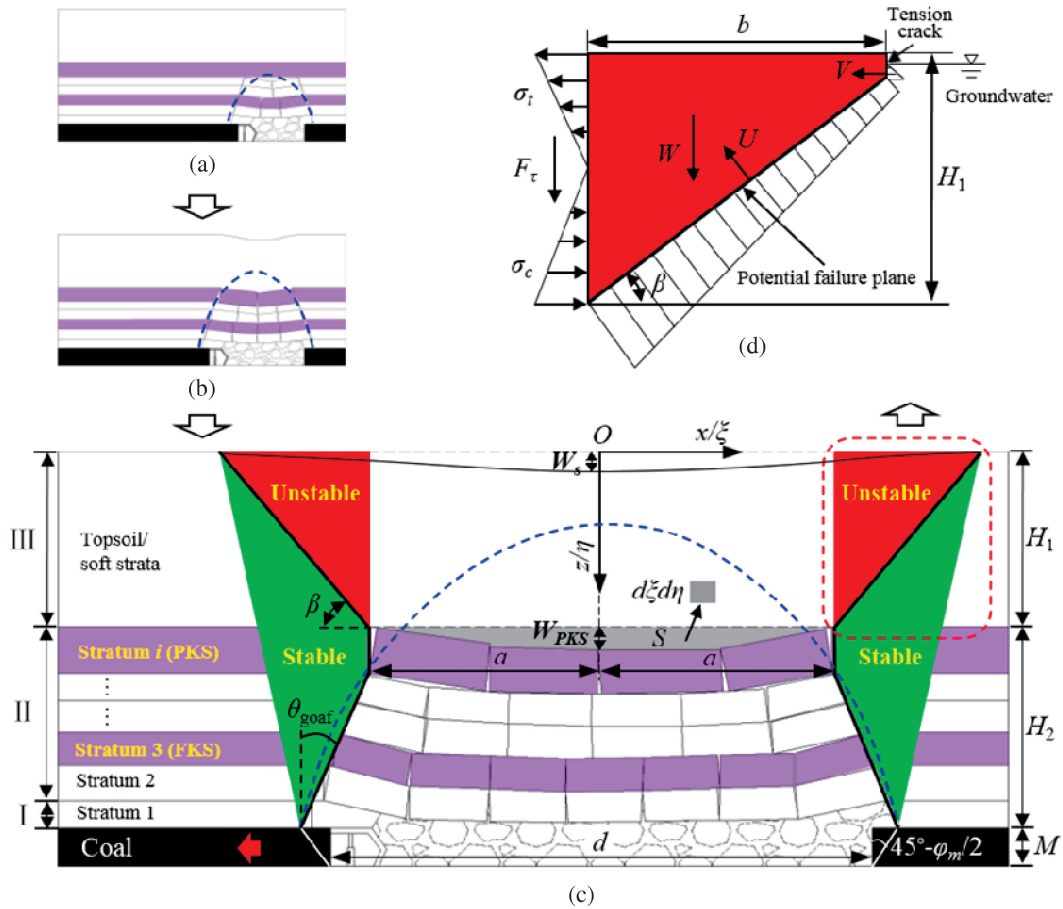 (a)
(b)
b
Tension
crack
V
Groundwater
σt
W
U
Fτ
H1
σc
β
Potential failure plane
(d)
O
x/ξ
Ws
Unstable
Unstable
III
Topsoil/
soft strata
z/η
dξdη
H1
β
WPKS
S
Stratum i (PKS)
Stable
a
a
Stable
II
θgoaf
H2
Stratum 3 (FKS)
Stratum 2
I
Stratum 1
Coal
d
45°-φm/2
M
(c)